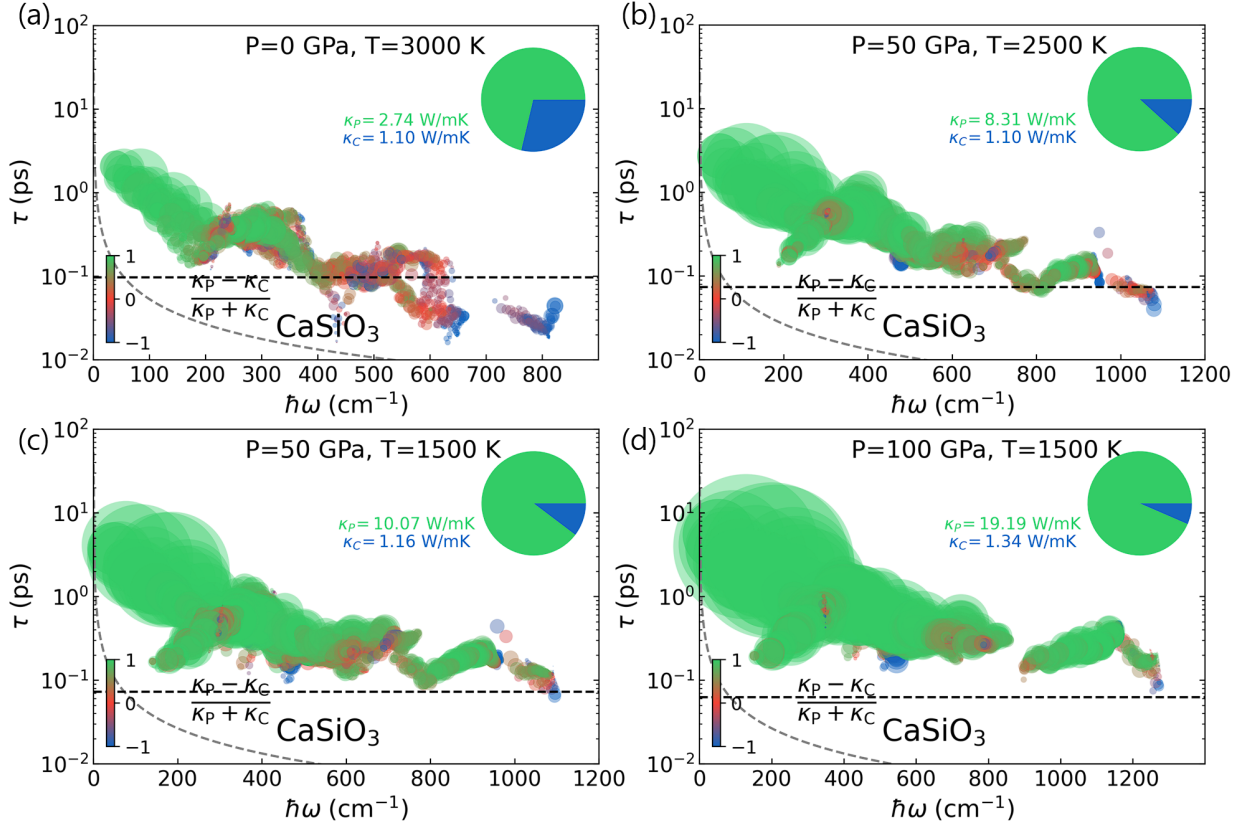 (a)
P=0 GPa, T=3000 K
κP= 2.74 W/mK
κC= 1.10 W/mK
τ (ps)
10²
10¹
10⁰
10⁻¹
10⁻²
1
0
−1
κP − κC
κP + κC
CaSiO₃
0 100 200 300 400 500 600 700 800
ℏω (cm⁻¹)
(b)
P=50 GPa, T=2500 K
κP= 8.31 W/mK
κC= 1.10 W/mK
τ (ps)
10²
10¹
10⁰
10⁻¹
10⁻²
1
0
−1
κP − κC
κP + κC
CaSiO₃
0 200 400 600 800 1000 1200
ℏω (cm⁻¹)
(c)
P=50 GPa, T=1500 K
κP= 10.07 W/mK
κC= 1.16 W/mK
τ (ps)
10²
10¹
10⁰
10⁻¹
10⁻²
1
0
−1
κP − κC
κP + κC
CaSiO₃
0 200 400 600 800 1000 1200
ℏω (cm⁻¹)
(d)
P=100 GPa, T=1500 K
κP= 19.19 W/mK
κC= 1.34 W/mK
τ (ps)
10²
10¹
10⁰
10⁻¹
10⁻²
1
0
−1
κP − κC
κP + κC
CaSiO₃
0 200 400 600 800 1000 1200 1400
ℏω (cm⁻¹)